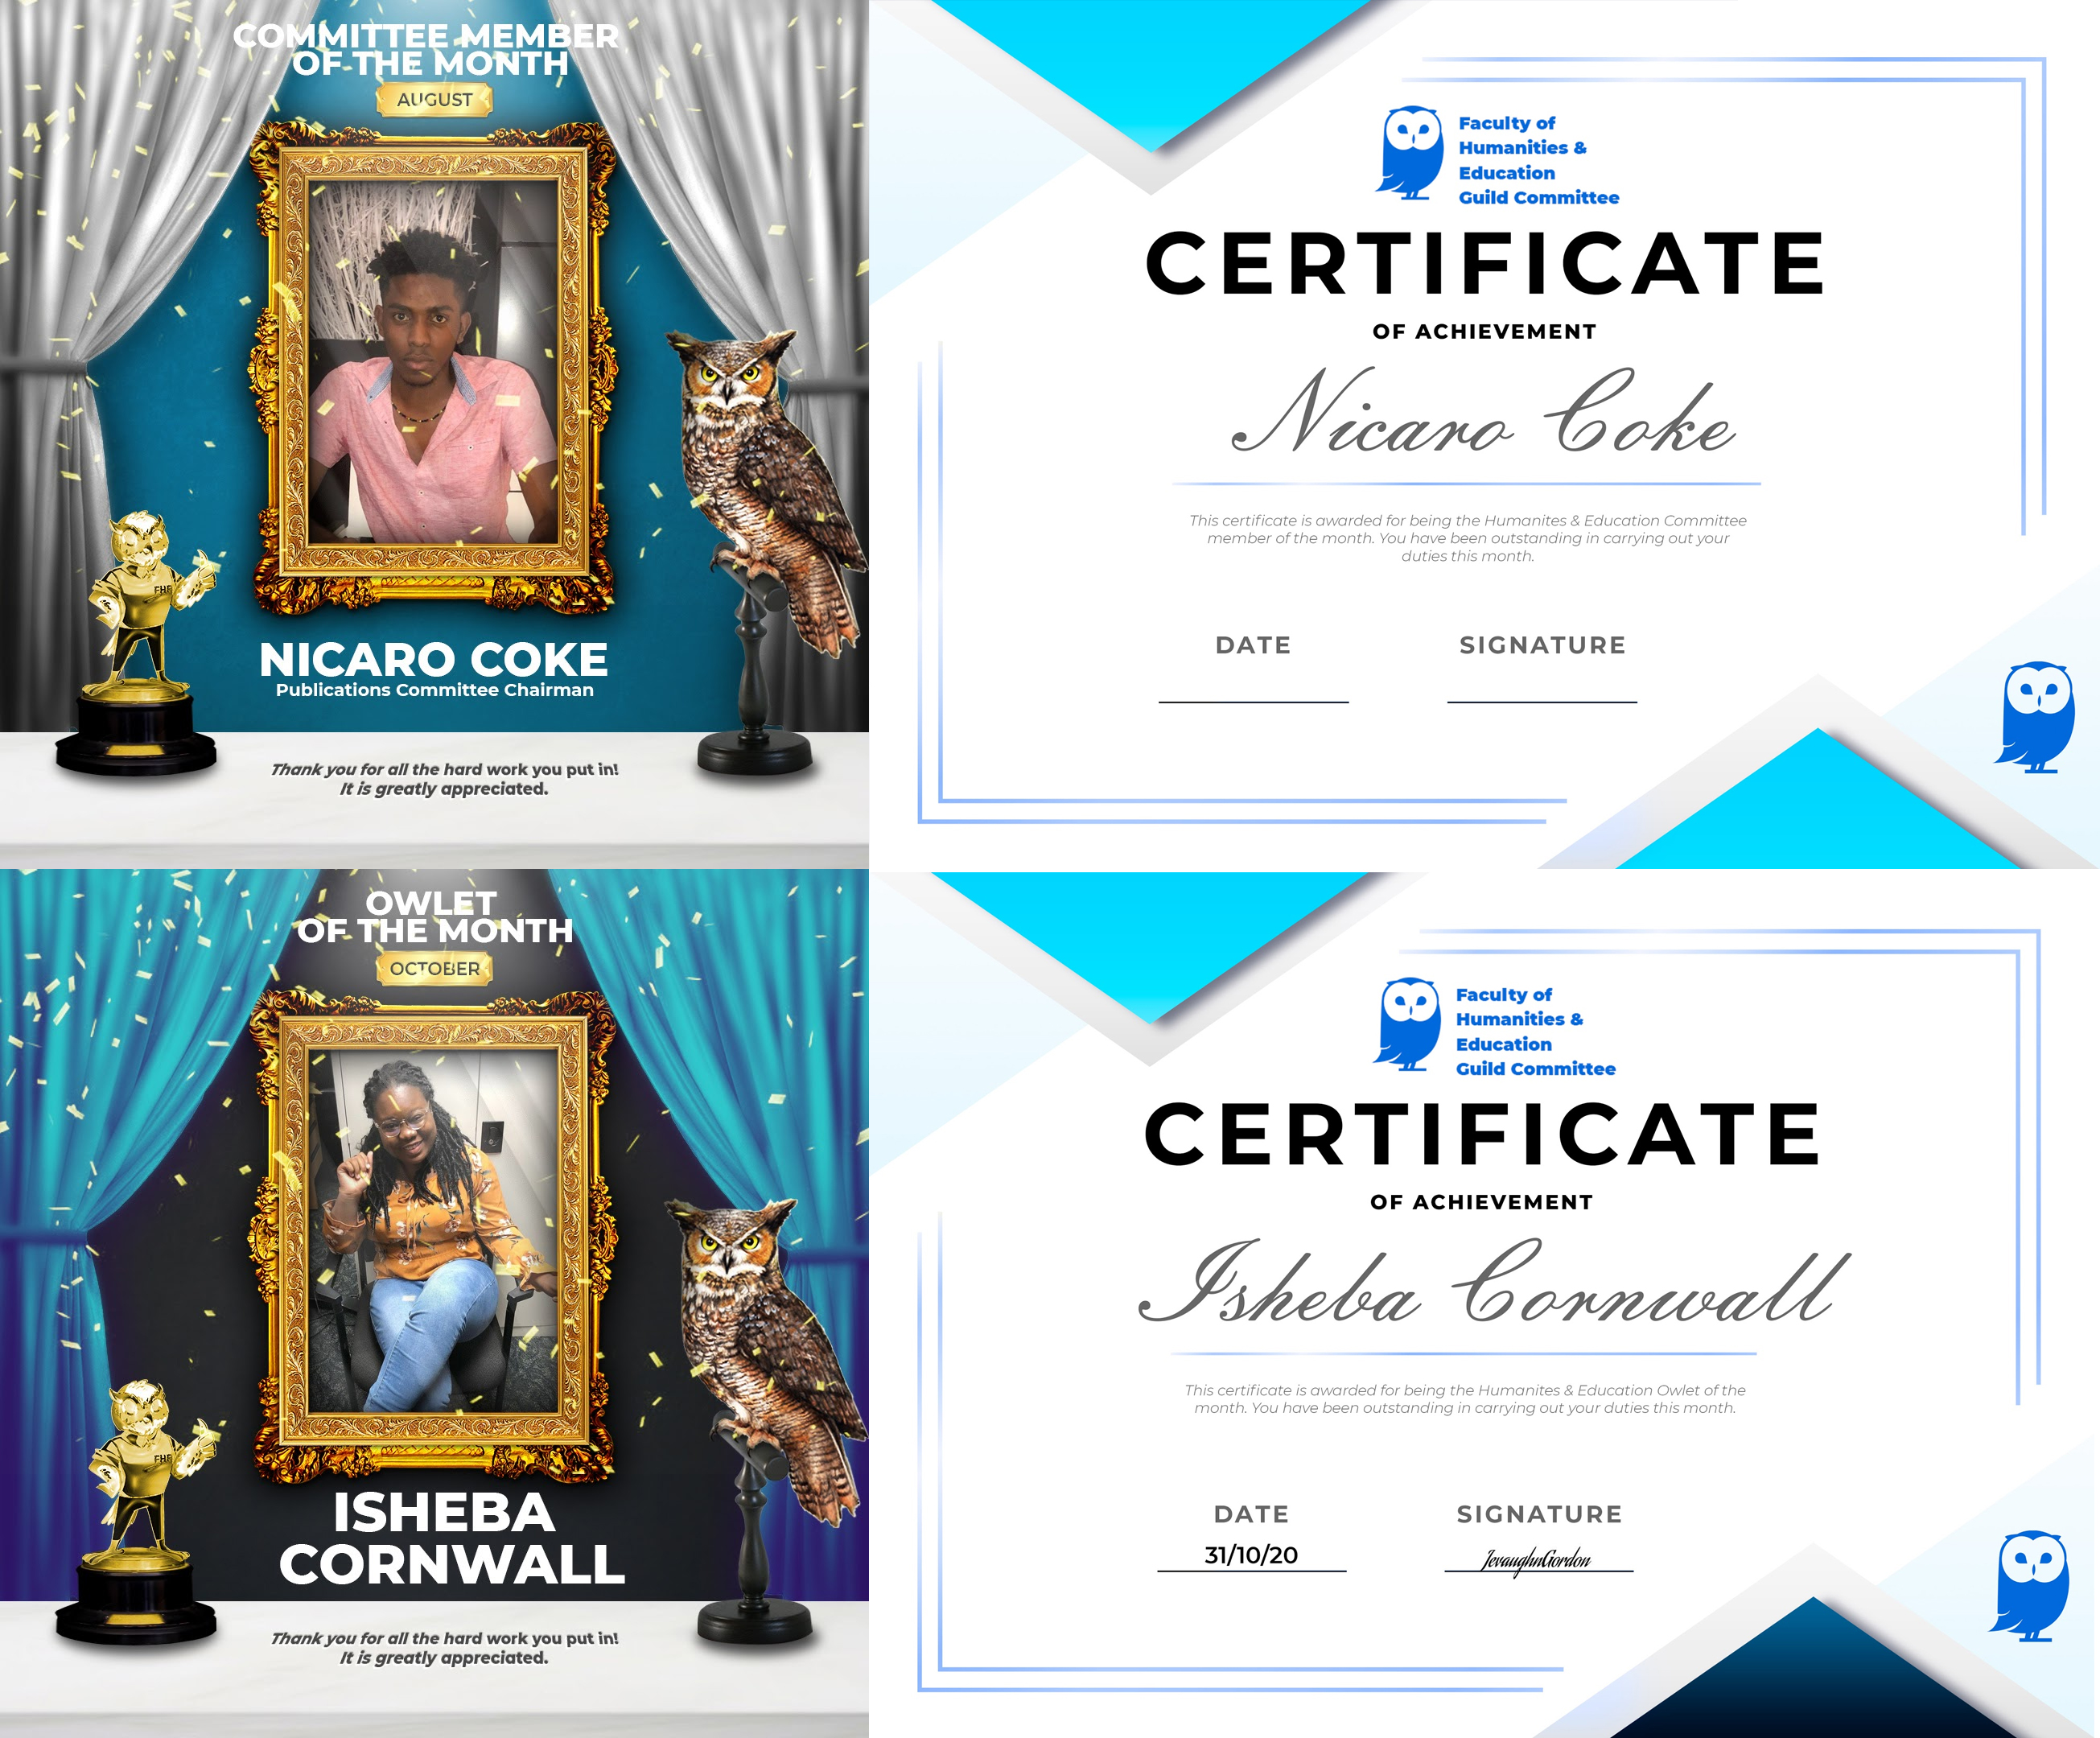 COMMITTEE MEMBER
OF THE MONTH
AUGUST
FHE
NICARO COKE
Publications Committee Chairman
Thank you for all the hard work you put in!
It is greatly appreciated.
Faculty of
Humanities &
Education
Guild Committee
CERTIFICATE
OF ACHIEVEMENT
Nicaro Coke
This certificate is awarded for being the Humanites & Education Committee
member of the month. You have been outstanding in carrying out your
duties this month.
DATE
SIGNATURE
OWLET
OF THE MONTH
OCTOBER
FHE
ISHEBA
CORNWALL
Thank you for all the hard work you put in!
It is greatly appreciated.
Faculty of
Humanities &
Education
Guild Committee
CERTIFICATE
OF ACHIEVEMENT
Isheba Cornwall
This certificate is awarded for being the Humanites & Education Owlet of the
month. You have been outstanding in carrying out your duties this month.
DATE
31/10/20
SIGNATURE
JevaughnGordon